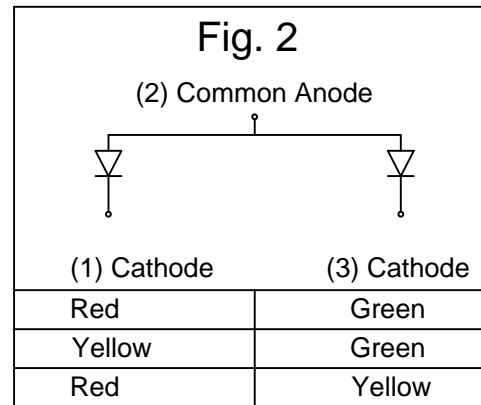 Fig. 2
(2) Common Anode
(1) Cathode (3) Cathode
Red Green
Yellow Green
Red Yellow